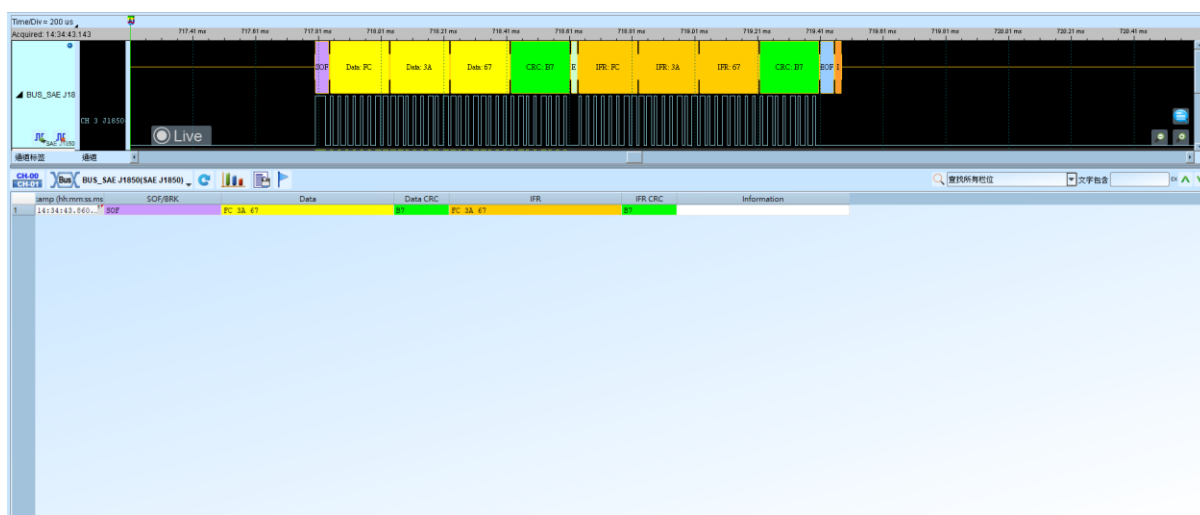 Time/Div= 200 us
Acquired: 14:34:43.143
717.41 ms 717.61 ms 717.81 ms 718.01 ms 718.21 ms 718.41 ms 718.61 ms 718.81 ms 719.01 ms 719.21 ms 719.41 ms 719.61 ms 719.81 ms 720.01 ms 720.21 ms 720.41 ms
SOF Data: FC Data: 3A Data: 67 CRC: B7 E IFR: FC IFR: 3A IFR: 67 CRC: B7 EOF I
BUS_SAE J18
CH 3 J1850
SAE J1850
Live
通道标签 通道
CH-00
CH-01
Bus BUS_SAE J1850(SAE J1850) 查找所有栏位 文字包含
tamp (hh:mm:ss.ms SOF/BRK Data Data CRC IFR IFR CRC Information
1 14:34:43.860... SOF FC 3A 67 B7 FC 3A 67 B7